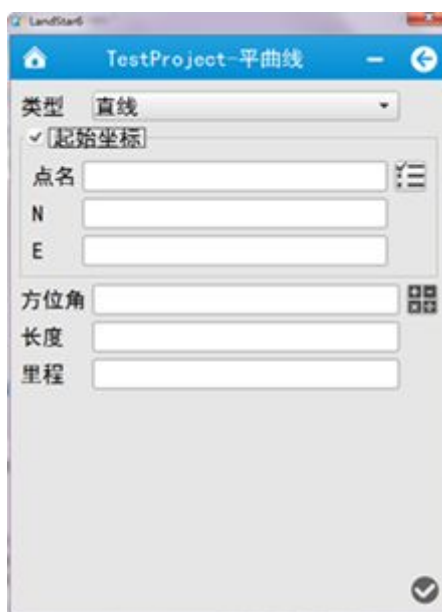 LandStar6
TestProject-平曲线
类型 直线
起始坐标
点名
N
E
方位角
长度
里程